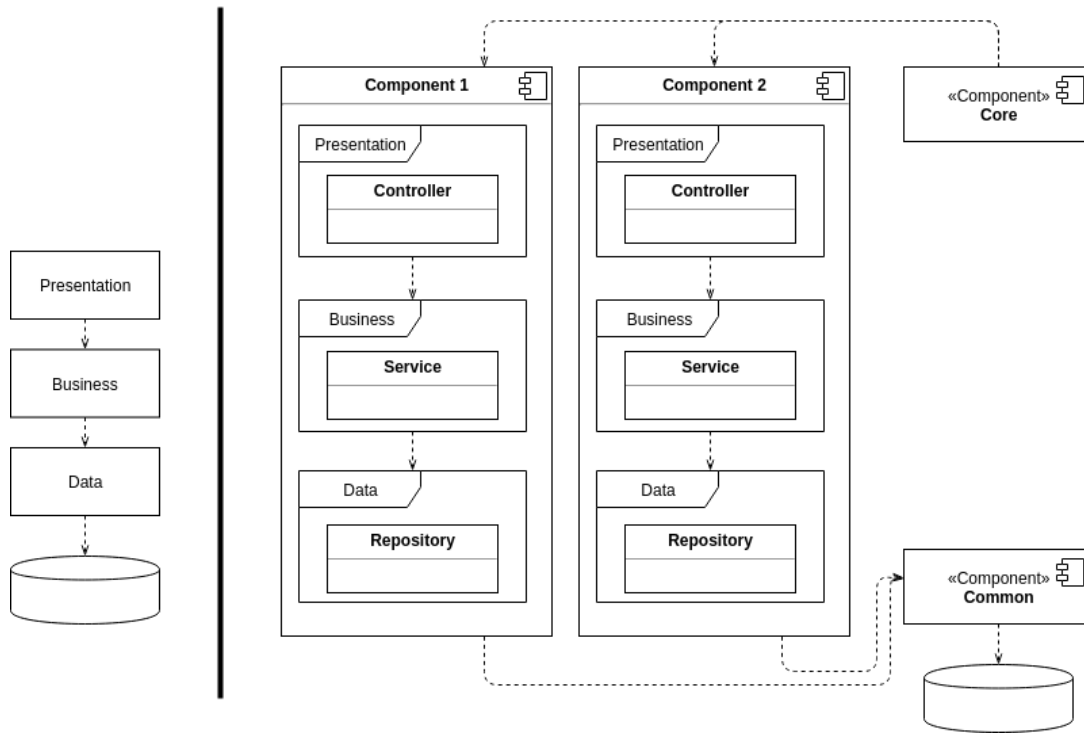 Presentation
Business
Data
Component 1
Presentation
Controller
Business
Service
Data
Repository
Component 2
Presentation
Controller
Business
Service
Data
Repository
«Component»
Core
«Component»
Common